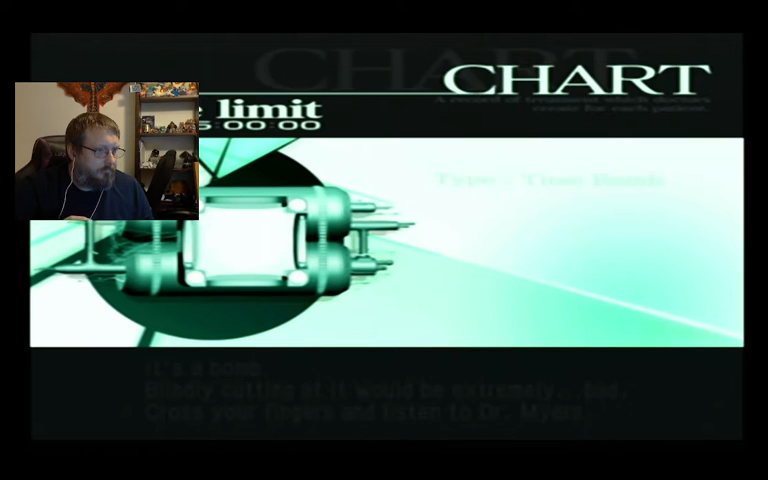 CHART
CHART
A record of treatment which doctors
create for each patient.
limit
5:00:00
Type : Time Bomb
It's a bomb.
Blindly cutting at it would be extremely...bad.
Cross your fingers and listen to Dr. Myers.